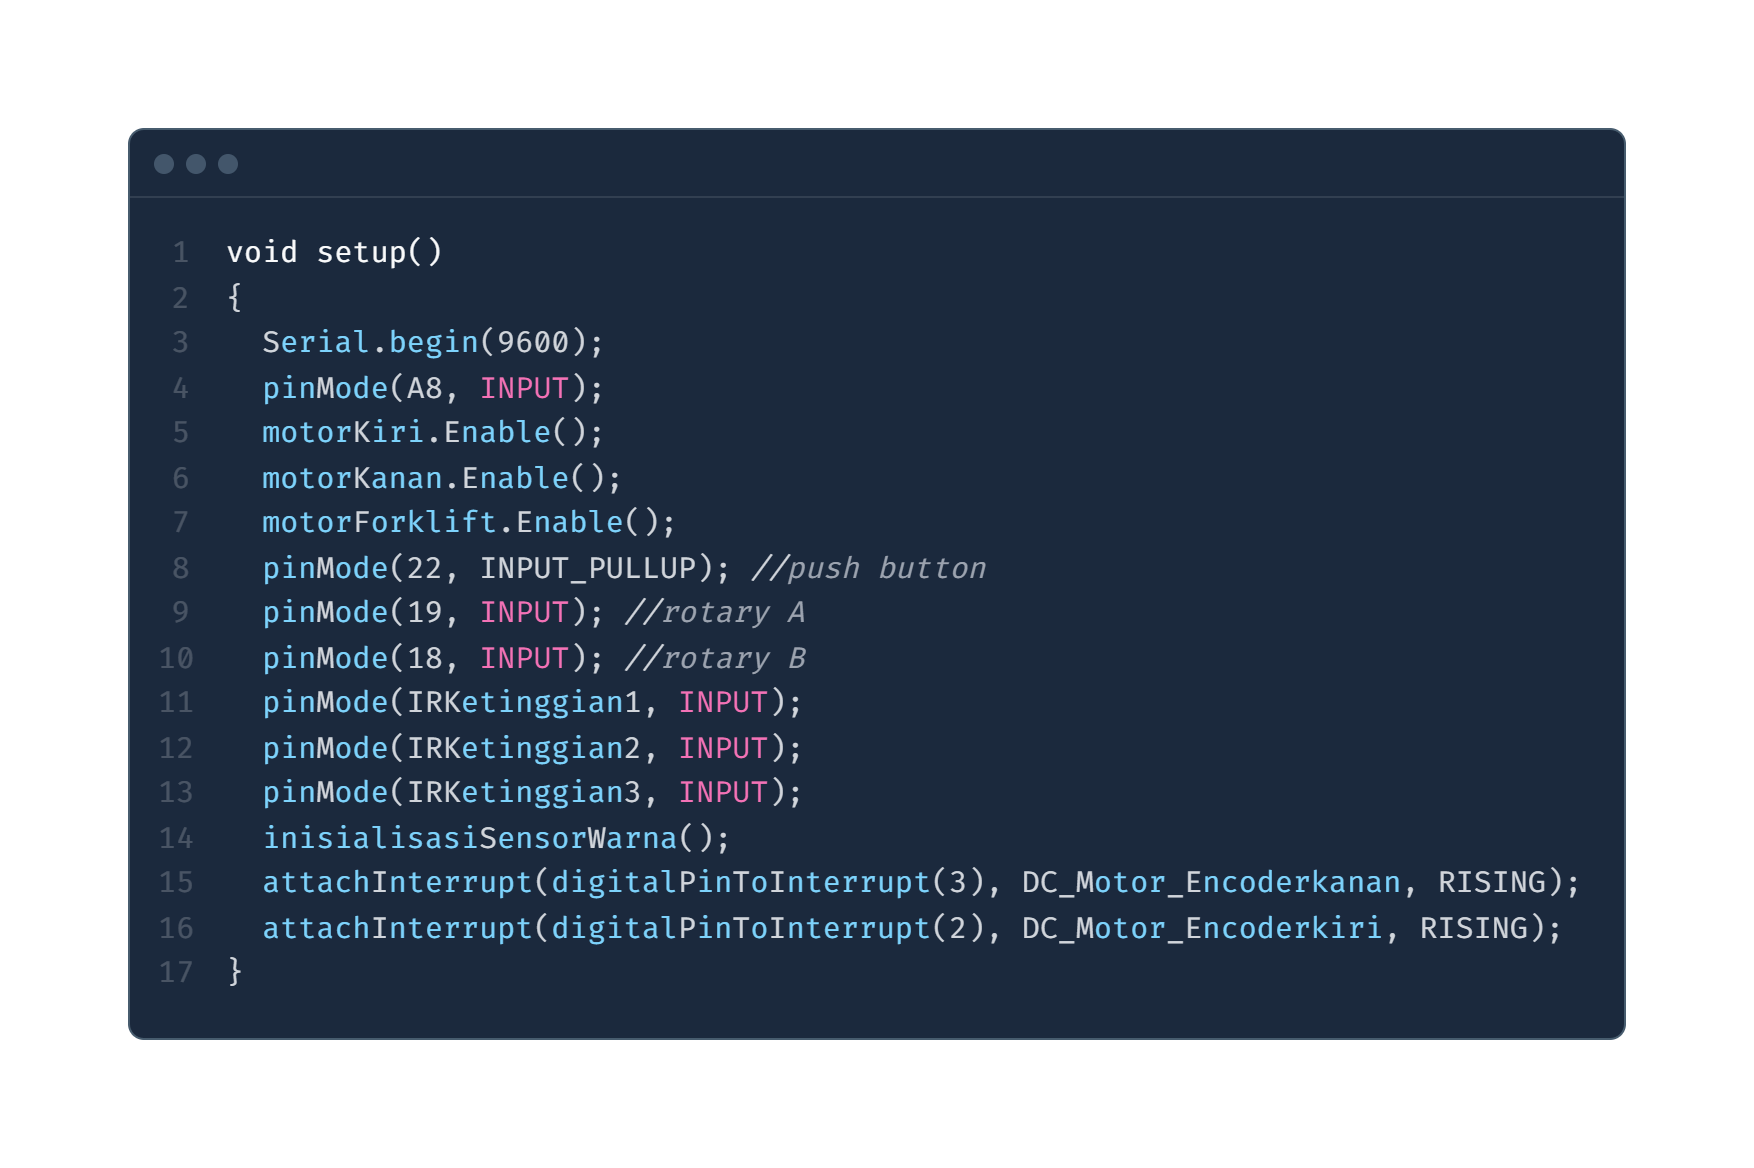 1 void setup()
2 {
3 Serial.begin(9600);
4 pinMode(A8, INPUT);
5 motorKiri.Enable();
6 motorKanan.Enable();
7 motorForklift.Enable();
8 pinMode(22, INPUT_PULLUP); //push button
9 pinMode(19, INPUT); //rotary A
10 pinMode(18, INPUT); //rotary B
11 pinMode(IRKetinggian1, INPUT);
12 pinMode(IRKetinggian2, INPUT);
13 pinMode(IRKetinggian3, INPUT);
14 inisialisasiSensorWarna();
15 attachInterrupt(digitalPinToInterrupt(3), DC_Motor_Encoderkanan, RISING);
16 attachInterrupt(digitalPinToInterrupt(2), DC_Motor_Encoderkiri, RISING);
17 }